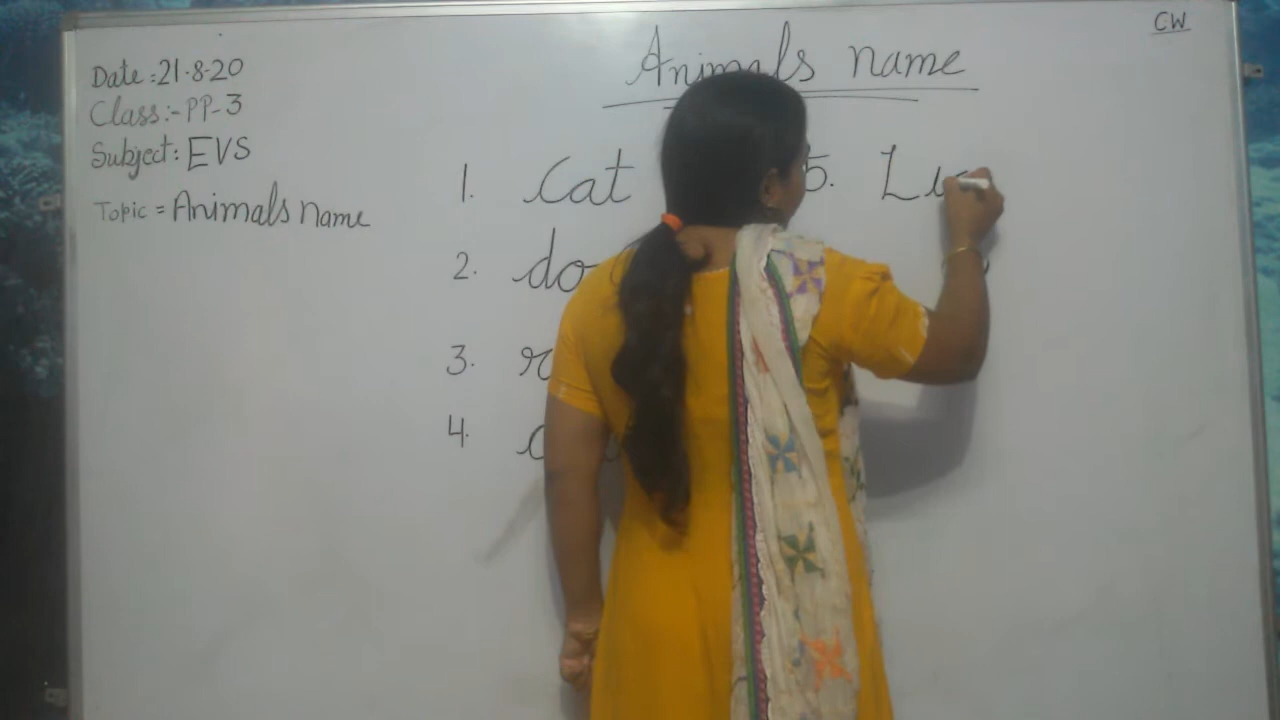 CW
Date :21.8.20
Class:- PP-3
Subject: EVS
Topic = Animals name
Animals name
1. Cat
2.
3.
4.
5.